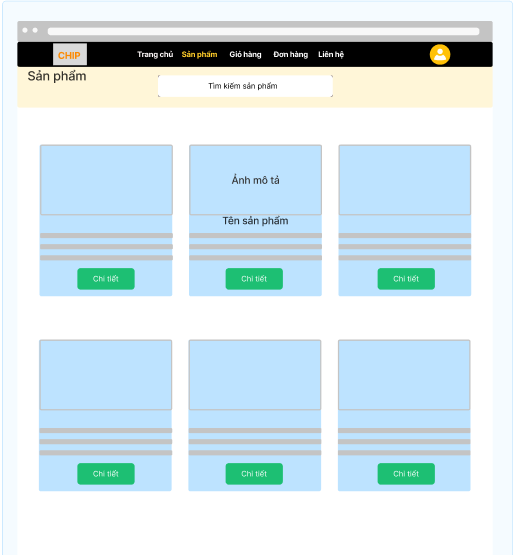 CHIP
Trang chủ Sản phẩm Giỏ hàng Đơn hàng Liên hệ
Sản phẩm
Tìm kiếm sản phẩm
Ảnh mô tả
Tên sản phẩm
Chi tiết Chi tiết Chi tiết
Chi tiết Chi tiết Chi tiết